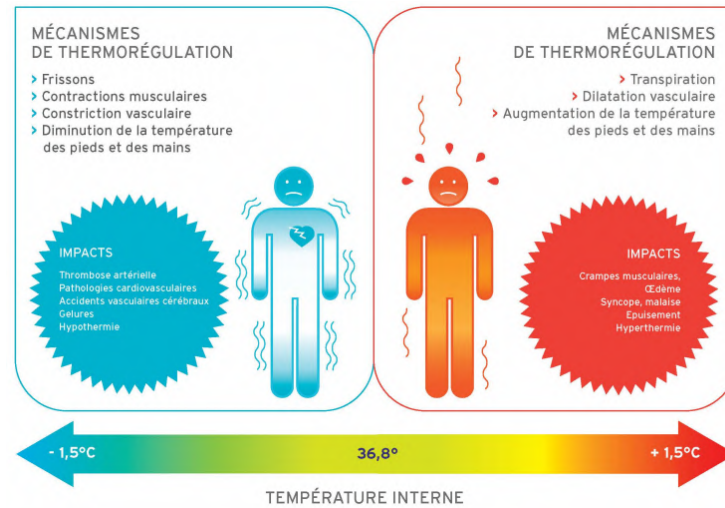 MÉCANISMES
DE THERMORÉGULATION
> Frissons
> Contractions musculaires
> Constriction vasculaire
> Diminution de la température
des pieds et des mains
IMPACTS
Thrombose artérielle
Pathologies cardiovasculaires
Accidents vasculaires cérébraux
Gelures
Hypothermie
MÉCANISMES
DE THERMORÉGULATION
> Transpiration
> Dilatation vasculaire
> Augmentation de la température
des pieds et des mains
IMPACTS
Crampes musculaires,
Œdème
Syncope, malaise
Epuisement
Hyperthermie
- 1,5°C
36,8°
+ 1,5°C
TEMPÉRATURE INTERNE